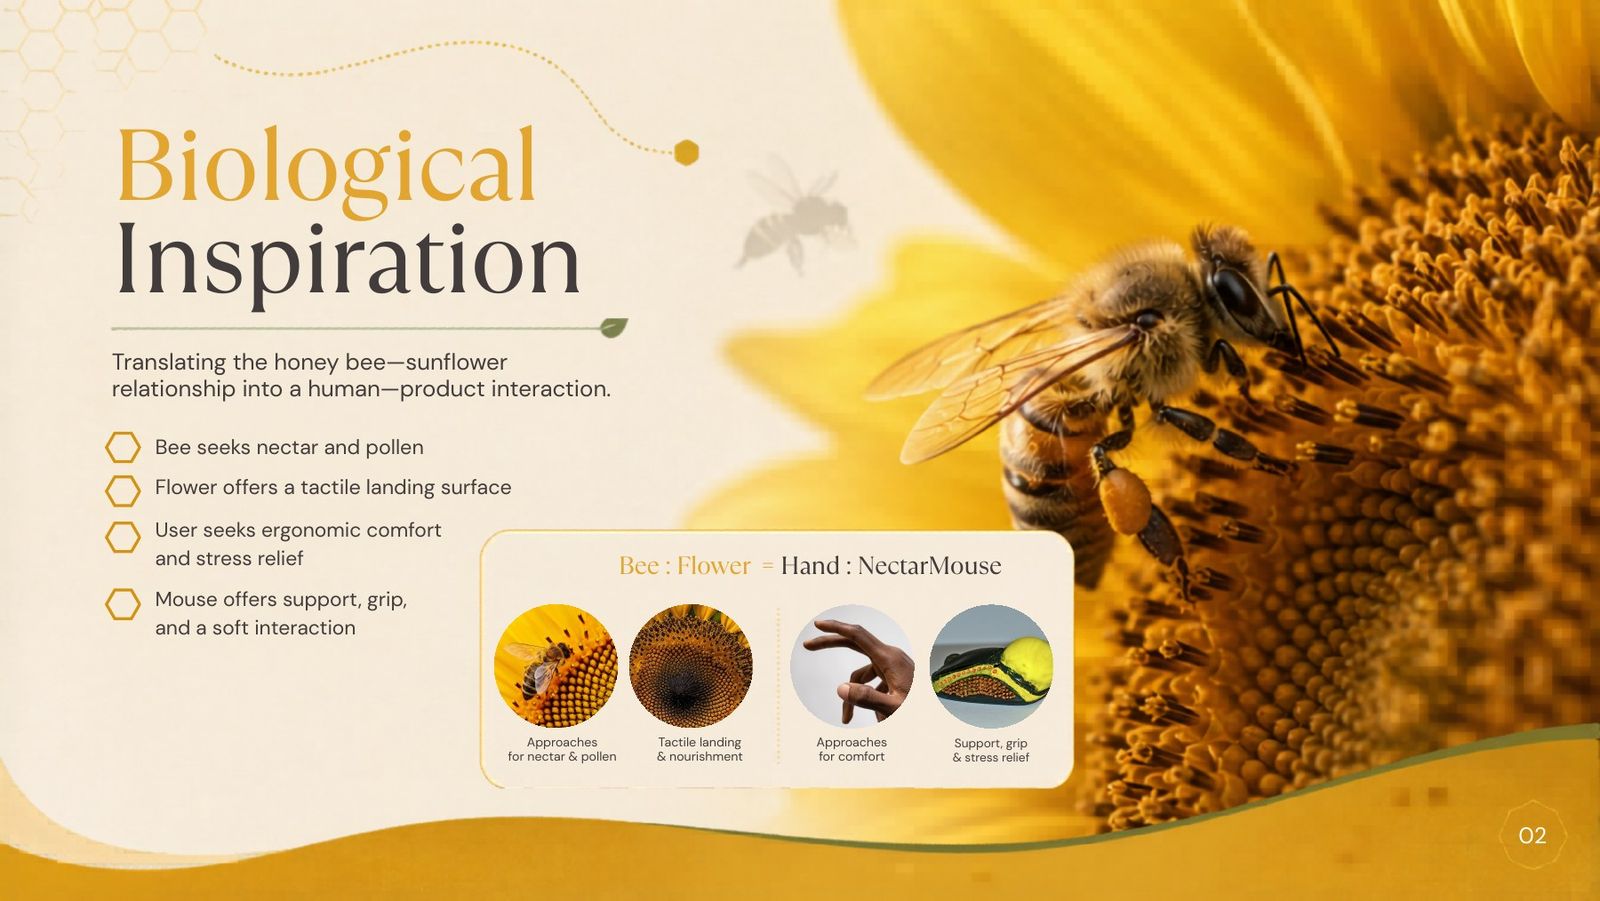 Biological
Inspiration
Translating the honey bee—sunflower
relationship into a human—product interaction.
Bee seeks nectar and pollen
Flower offers a tactile landing surface
User seeks ergonomic comfort
and stress relief
Mouse offers support, grip,
and a soft interaction
Bee : Flower = Hand : NectarMouse
Approaches
for nectar & pollen
Tactile landing
& nourishment
Approaches
for comfort
Support, grip
& stress relief
02